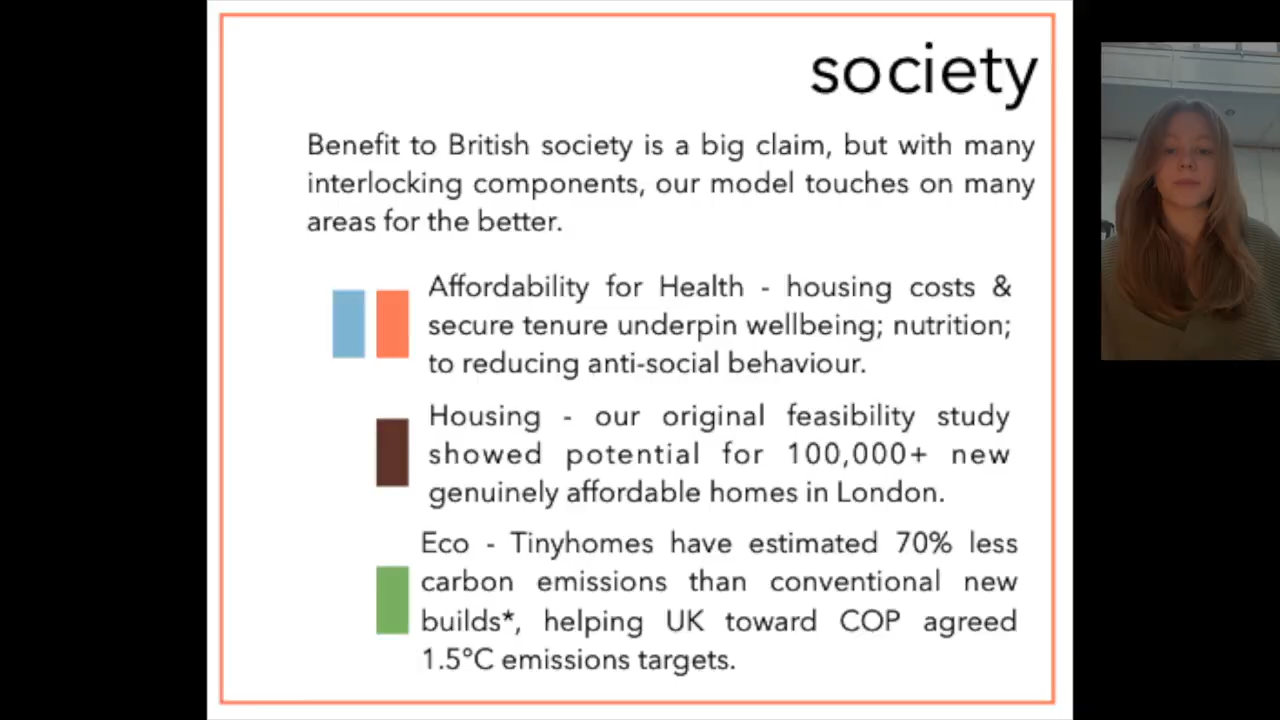 society
Benefit to British society is a big claim, but with many
interlocking components, our model touches on many
areas for the better.
Affordability for Health - housing costs &
secure tenure underpin wellbeing; nutrition;
to reducing anti-social behaviour.
Housing - our original feasibility study
showed potential for 100,000+ new
genuinely affordable homes in London.
Eco - Tinyhomes have estimated 70% less
carbon emissions than conventional new
builds*, helping UK toward COP agreed
1.5°C emissions targets.